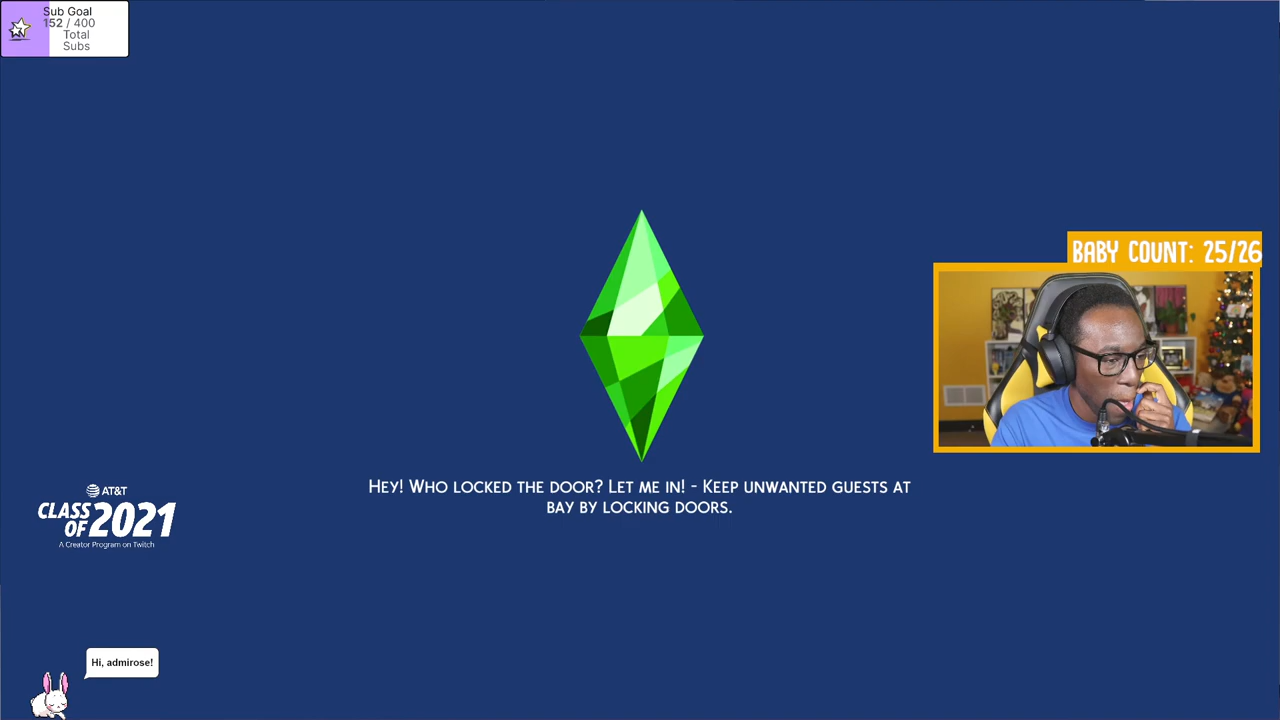 Sub Goal
152 / 400
Total
Subs
BABY COUNT: 25/26
HEY! WHO LOCKED THE DOOR? LET ME IN! - KEEP UNWANTED GUESTS AT
BAY BY LOCKING DOORS.
AT&T
CLASS
OF 2021
A Creator Program on Twitch
Hi, admirose!